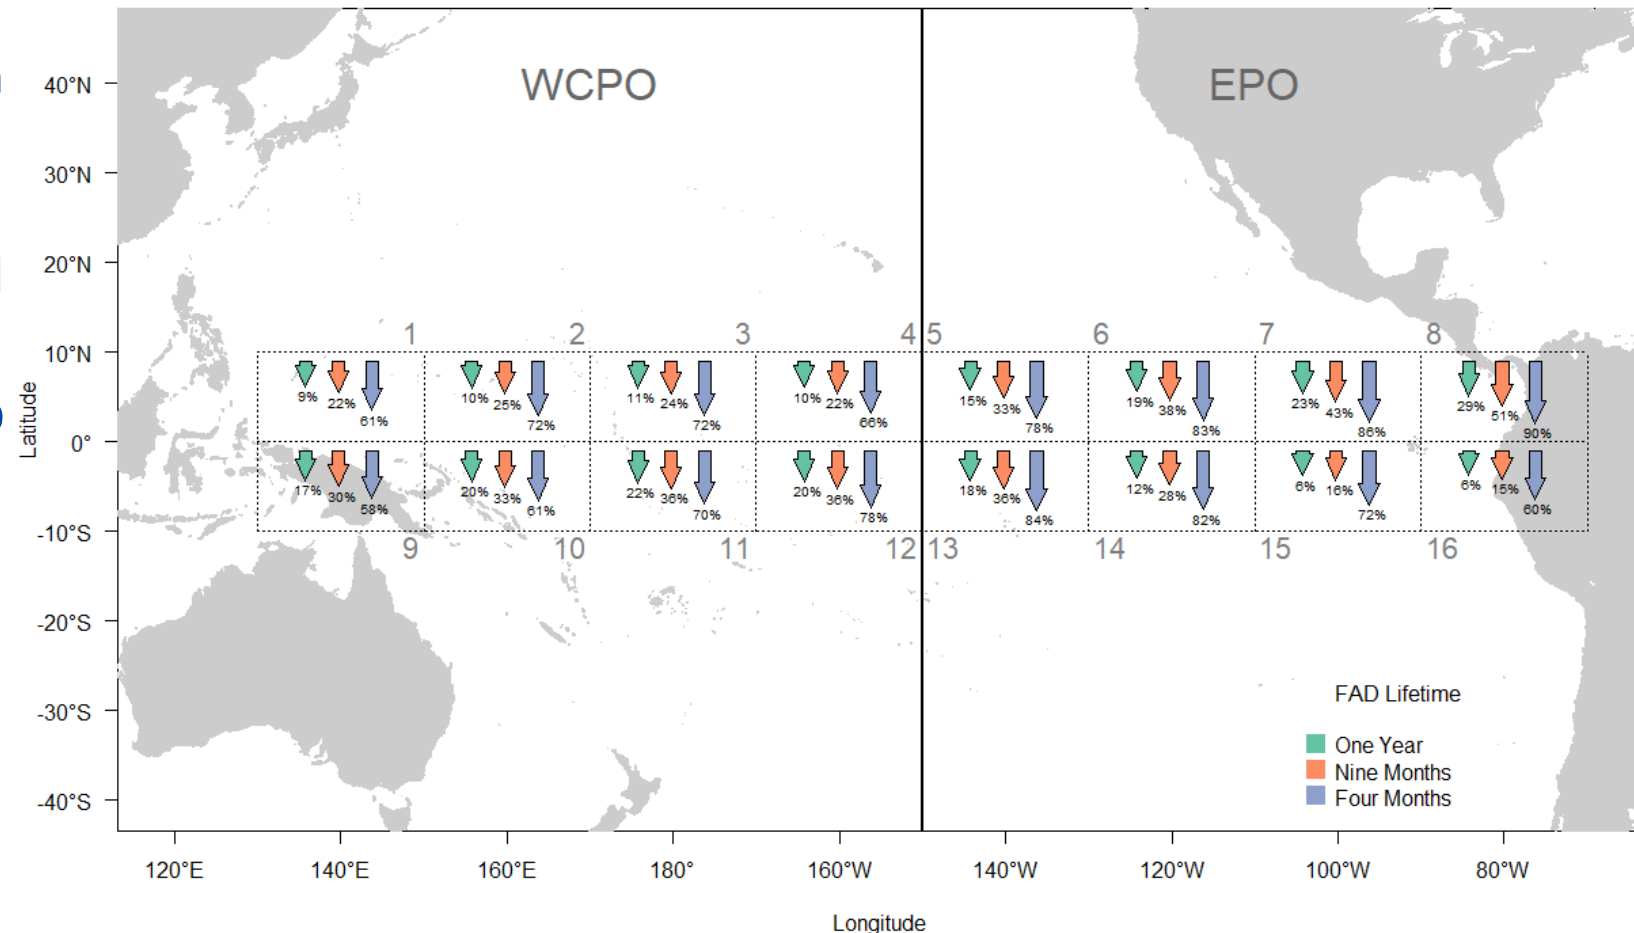 WCPO
EPO
40°N
30°N
20°N
10°N
0°
-10°S
-20°S
-30°S
-40°S
Latitude
1 2 3 4 5 6 7 8
9% 22% 61% 10% 25% 72% 11% 24% 72% 10% 22% 66% 15% 33% 78% 19% 38% 83% 23% 43% 86% 29% 51% 90%
17% 30% 58% 20% 33% 61% 22% 36% 70% 20% 36% 78% 18% 36% 84% 12% 28% 82% 6% 16% 72% 6% 15% 60%
9 10 11 12 13 14 15 16
FAD Lifetime
One Year
Nine Months
Four Months
120°E 140°E 160°E 180° 160°W 140°W 120°W 100°W 80°W
Longitude